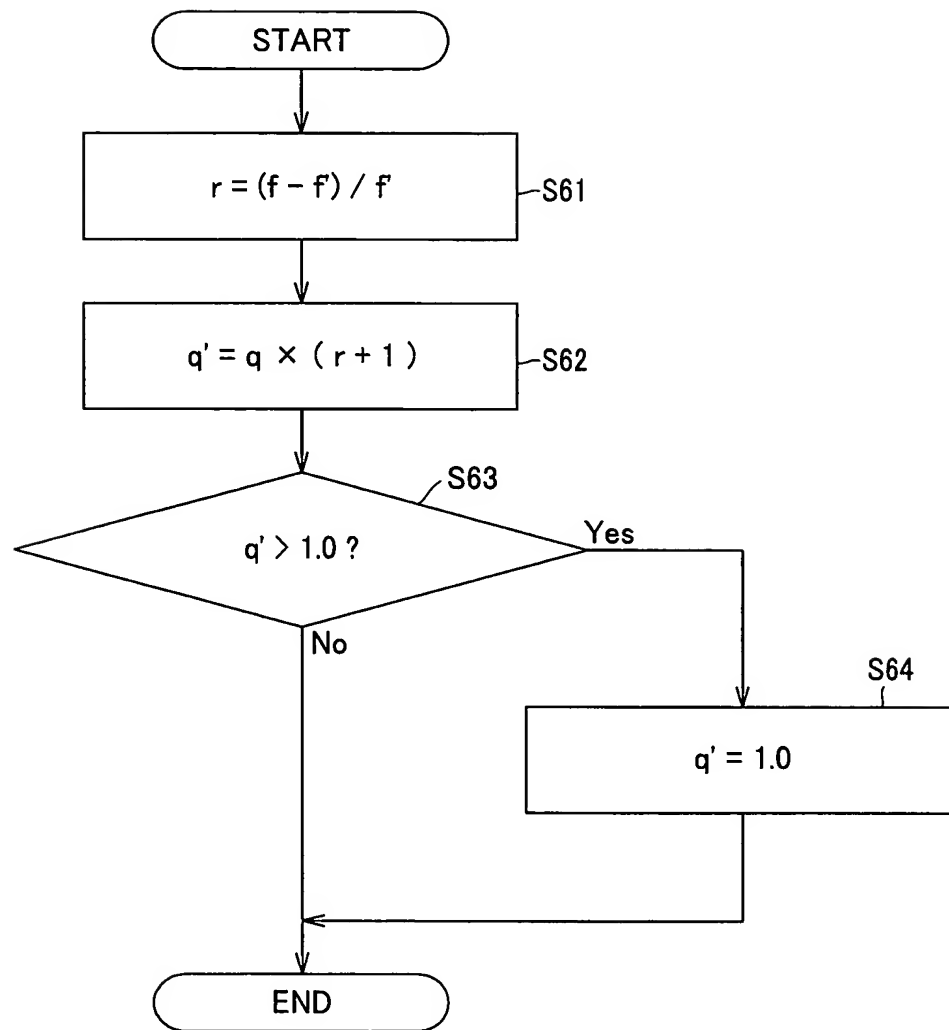 START
r = (f - f') / f'
S61
q' = q × ( r + 1 )
S62
S63
q' > 1.0 ?
Yes
No
S64
q' = 1.0
END